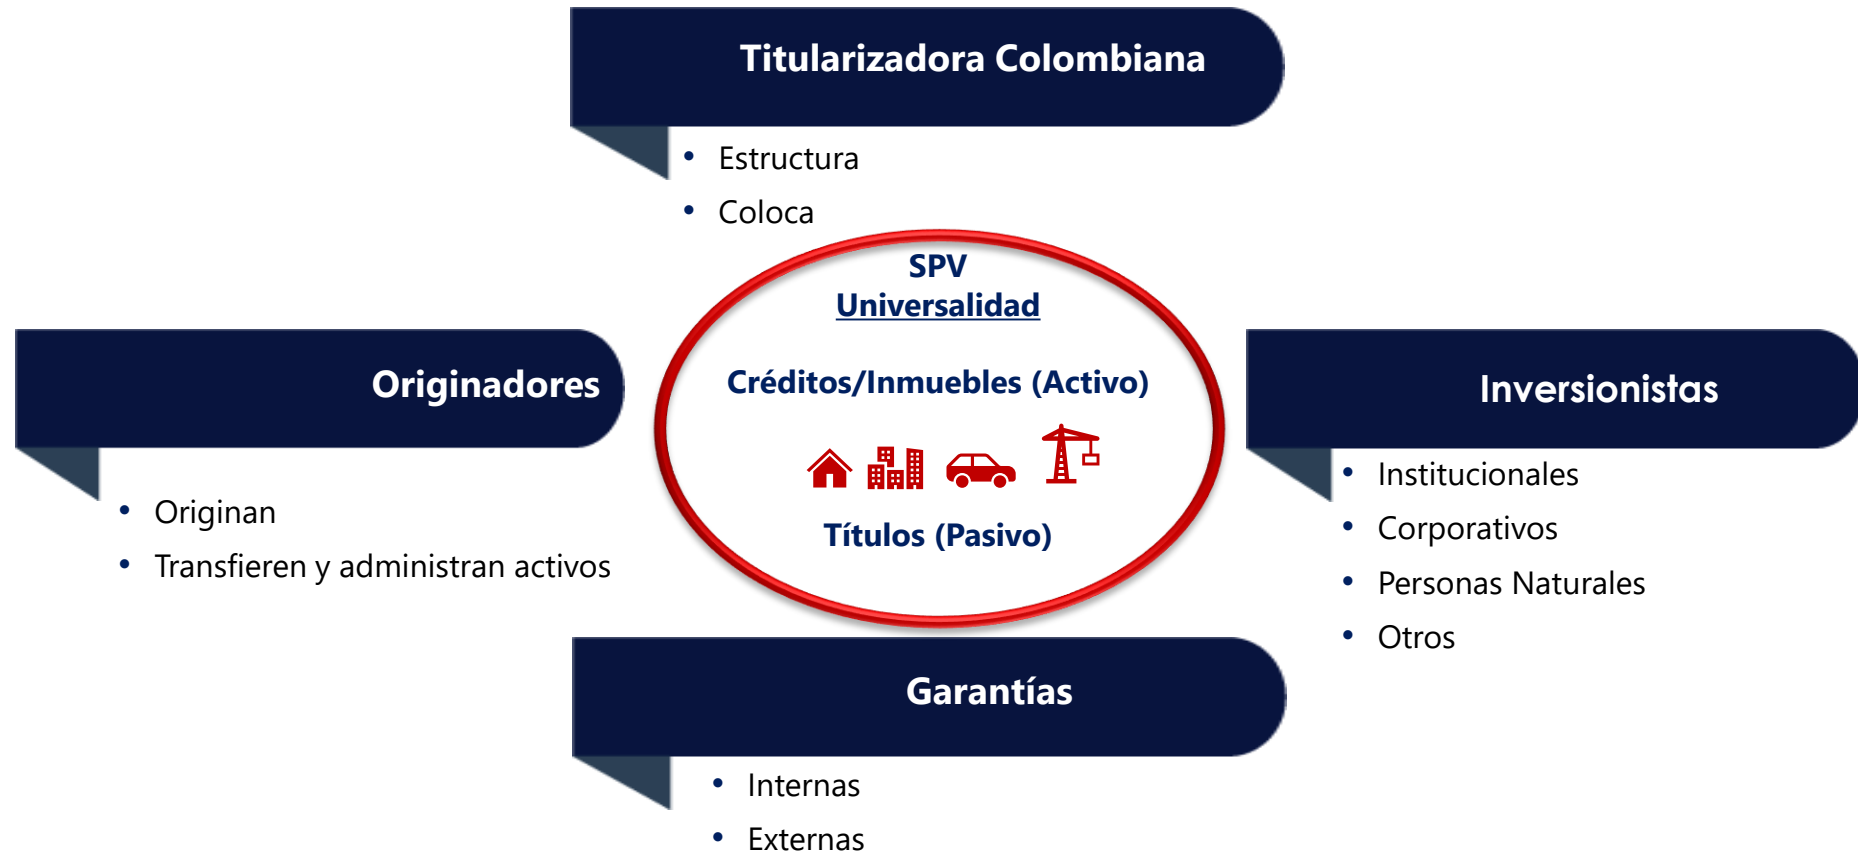 Titularizadora Colombiana
• Estructura
• Coloca
SPV
Universalidad
Créditos/Inmuebles (Activo)
Títulos (Pasivo)
Originadores
• Originan
• Transfieren y administran activos
Inversionistas
• Institucionales
• Corporativos
• Personas Naturales
• Otros
Garantías
• Internas
• Externas